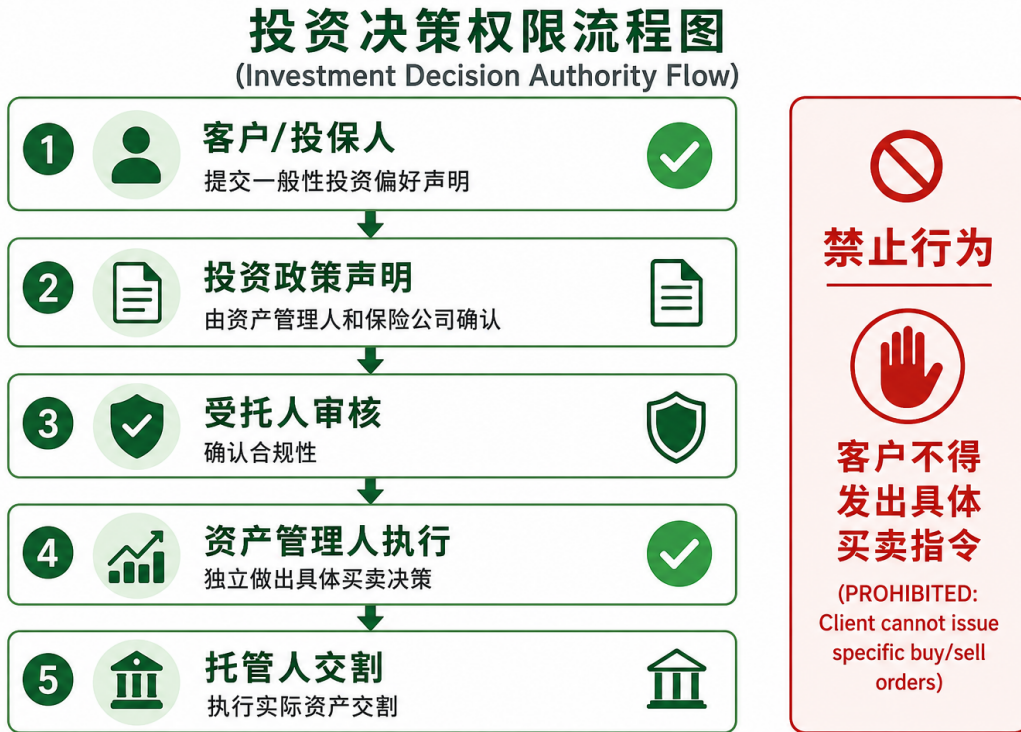 投资决策权限流程图
(Investment Decision Authority Flow)
1
客户/投保人
提交一般性投资偏好声明
2
投资政策声明
由资产管理人和保险公司确认
3
受托人审核
确认合规性
4
资产管理人执行
独立做出具体买卖决策
5
托管人交割
执行实际资产交割
禁止行为
客户不得
发出具体
买卖指令
(PROHIBITED:
Client cannot issue
specific buy/sell
orders)